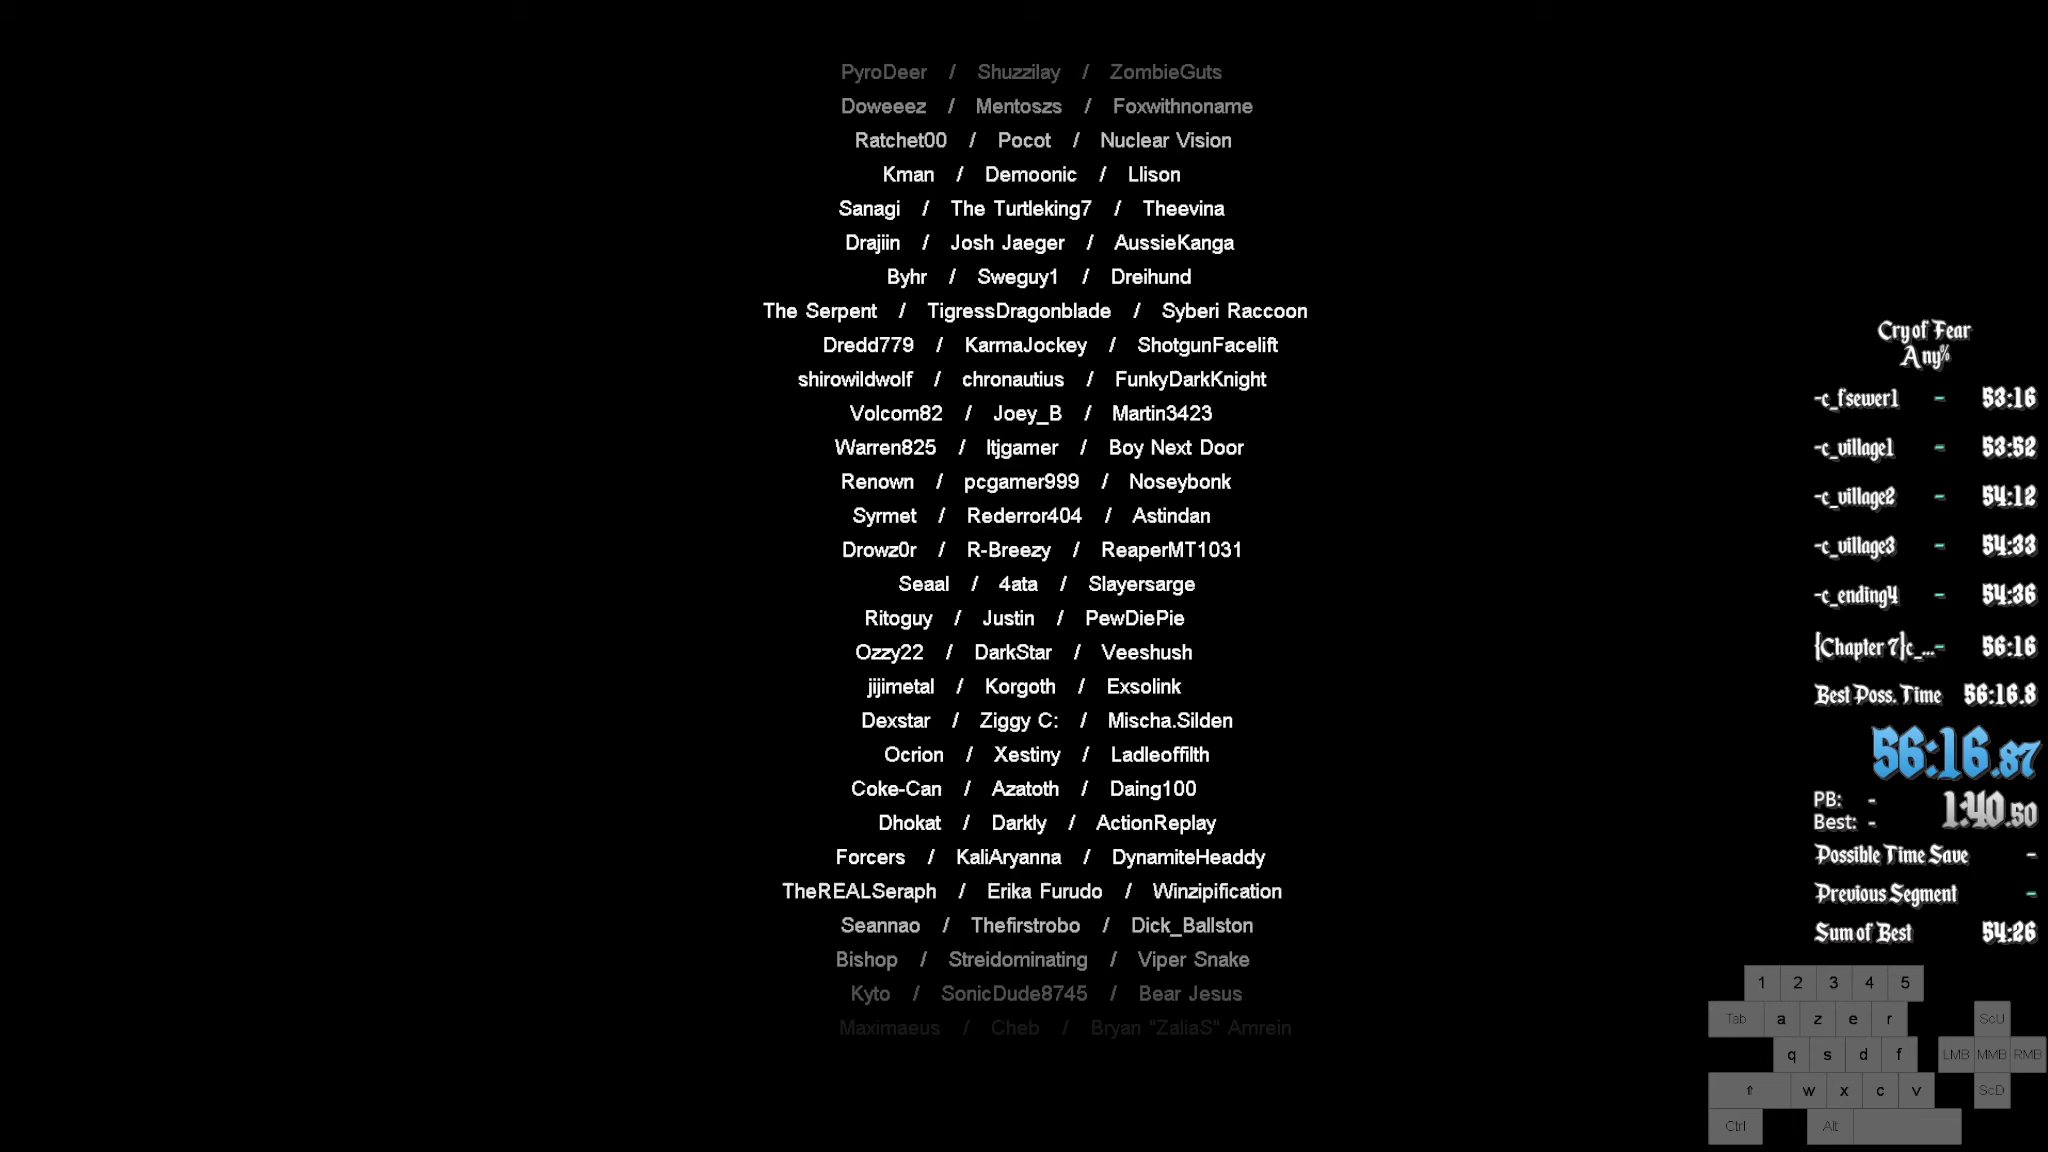 PyroDeer / Shuzzilay / ZombieGuts
Doweeez / Mentoszs / Foxwithnoname
Ratchet00 / Pocot / Nuclear Vision
Kman / Demoonic / Llison
Sanagi / The Turtleking7 / Theevina
Drajiin / Josh Jaeger / AussieKanga
Byhr / Sweguy1 / Dreihund
The Serpent / TigressDragonblade / Syberi Raccoon
Dredd779 / KarmaJockey / ShotgunFacelift
shirowildwolf / chronautius / FunkyDarkKnight
Volcom82 / Joey_B / Martin3423
Warren825 / ltjgamer / Boy Next Door
Renown / pcgamer999 / Noseybonk
Syrmet / Rederror404 / Astindan
Drowz0r / R-Breezy / ReaperMT1031
Seaal / 4ata / Slayersarge
Ritoguy / Justin / PewDiePie
Ozzy22 / DarkStar / Veeshush
jijimetal / Korgoth / Exsolink
Dexstar / Ziggy C: / Mischa.Silden
Ocrion / Xestiny / Ladleoffilth
Coke-Can / Azatoth / Daing100
Dhokat / Darkly / ActionReplay
Forcers / KaliAryanna / DynamiteHeaddy
TheREALSeraph / Erika Furudo / Winzipification
Seannao / Thefirstrobo / Dick_Ballston
Bishop / Streidominating / Viper Snake
Kyto / SonicDude8745 / Bear Jesus
Maximaeus / Cheb / Bryan "ZaliaS" Amrein
Cry of Fear
Any%
-c_fsewer1 - 53:16
-c_village1 - 53:52
-c_village2 - 54:12
-c_village3 - 54:33
-c_ending4 - 54:36
{Chapter 7}c_...- 56:16
Best Poss. Time 56:16.8
56:16.87
PB: - 1:40.50
Best: -
Possible Time Save -
Previous Segment -
Sum of Best 54:26
1 2 3 4 5
Tab a z e r ScU
q s d f LMB MMB RMB
⇧ w x c v ScD
Ctrl Alt